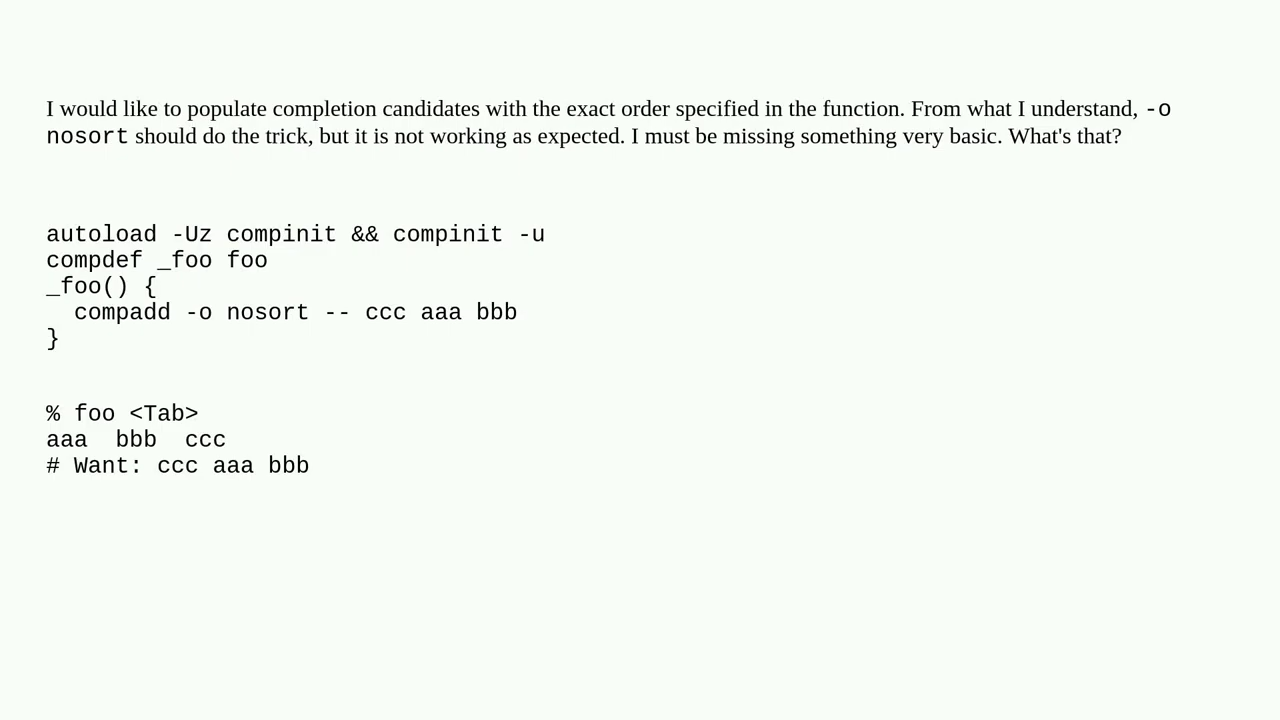 I would like to populate completion candidates with the exact order specified in the function. From what I understand, -o
nosort should do the trick, but it is not working as expected. I must be missing something very basic. What's that?
autoload -Uz compinit && compinit -u
compdef _foo foo
_foo() {
  compadd -o nosort -- ccc aaa bbb
}
% foo <Tab>
aaa  bbb  ccc
# Want: ccc aaa bbb